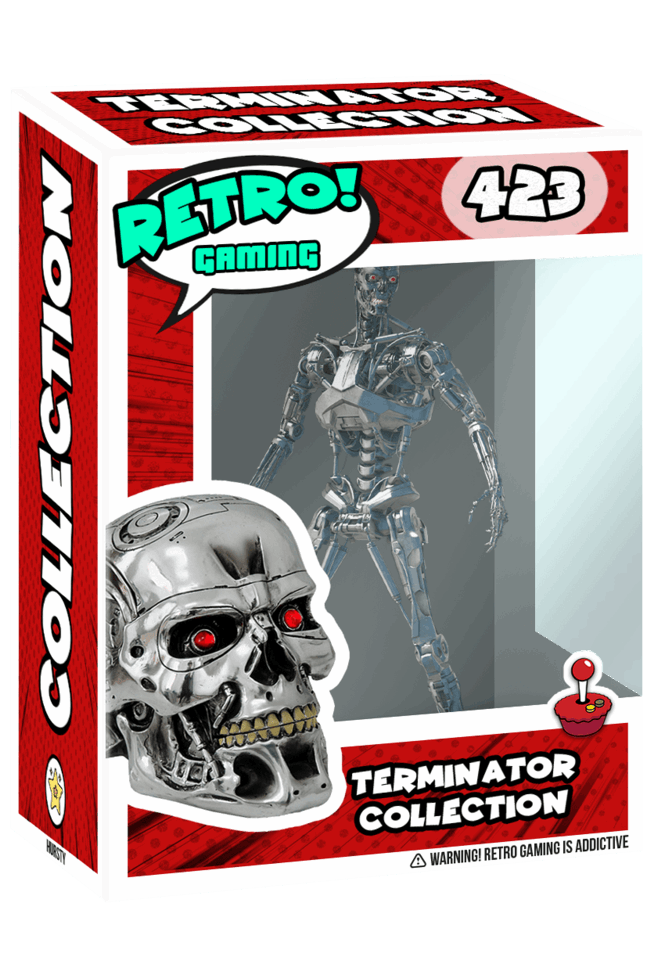 TERMINATOR
COLLECTION
COLLECTION
HURSTY
RETRO!
GAMING
423
TERMINATOR
COLLECTION
WARNING! RETRO GAMING IS ADDICTIVE